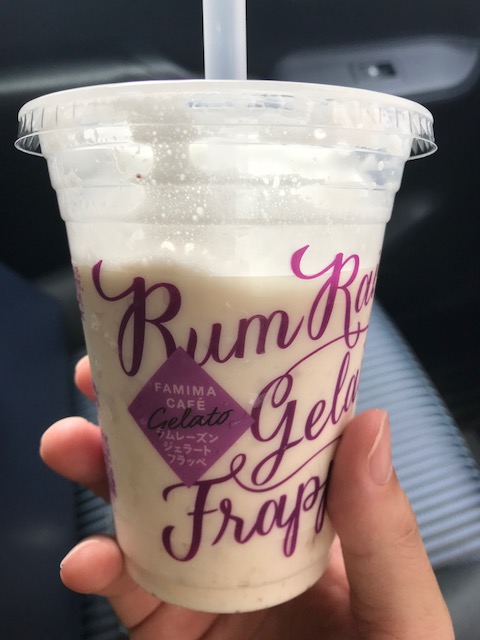 Rum Rai
Gela
Frapp
FAMIMA
CAFÉ
Gelato
ラムレーズン
ジェラート
フラッペ